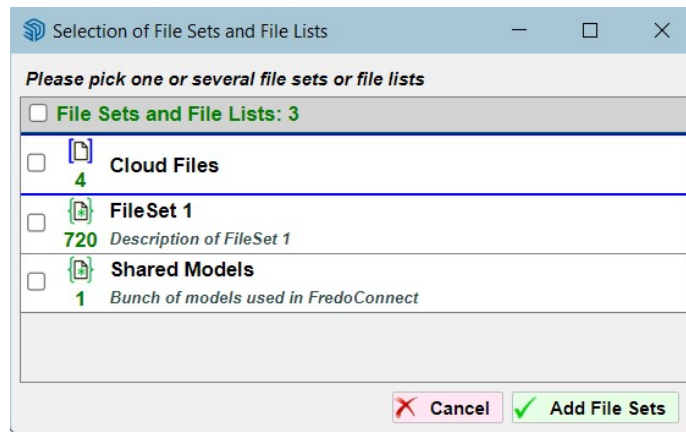 Selection of File Sets and File Lists
Please pick one or several file sets or file lists
File Sets and File Lists: 3
4
Cloud Files
FileSet 1
720 Description of FileSet 1
Shared Models
1 Bunch of models used in FredoConnect
Cancel Add File Sets